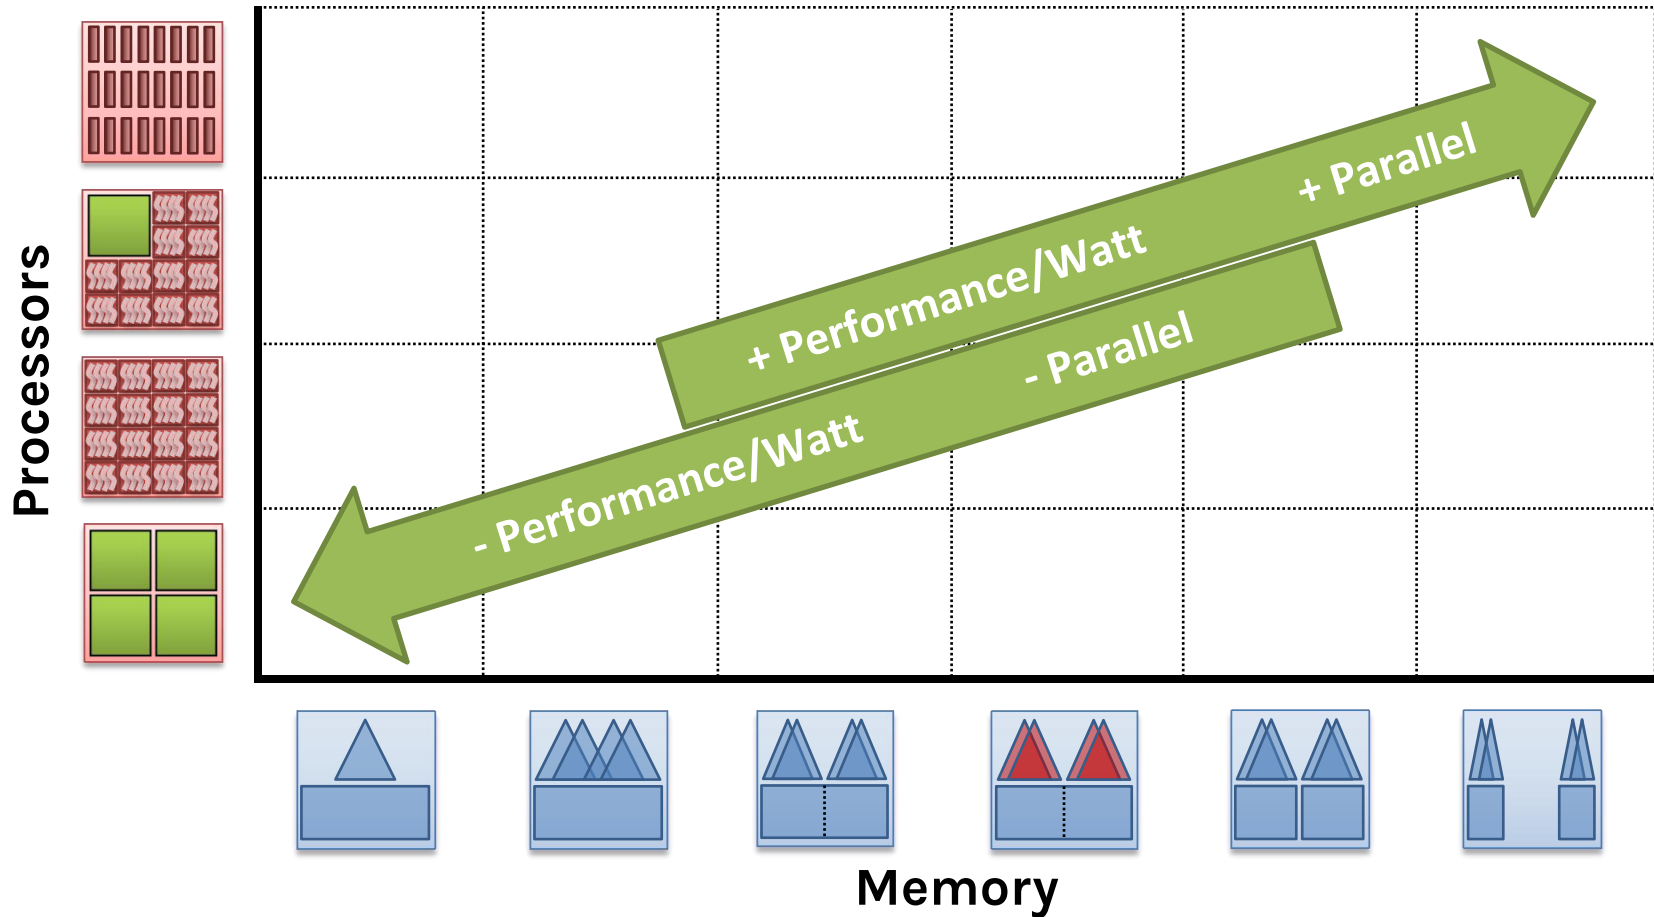 Processors
+ Performance/Watt
+ Parallel
- Performance/Watt
- Parallel
Memory